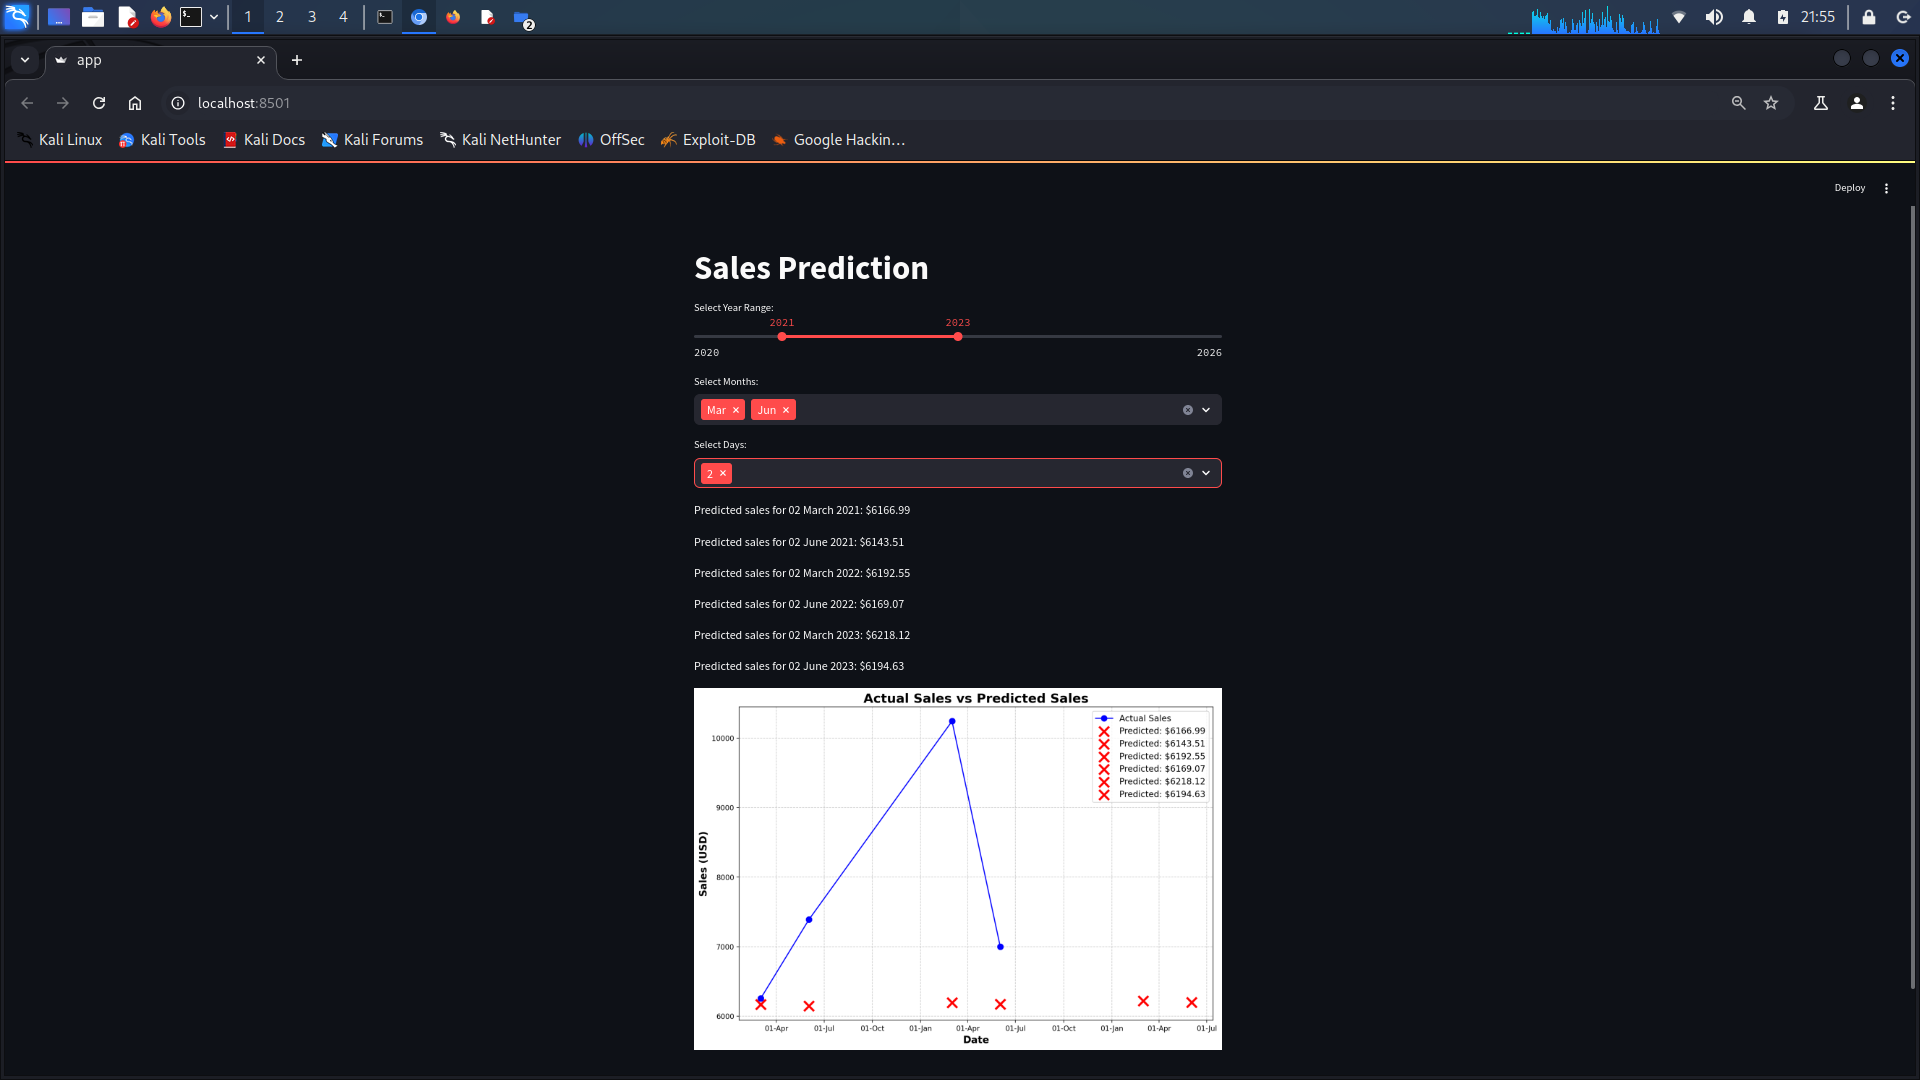 1 2 3 4 2 21:55
app
localhost:8501
Kali Linux Kali Tools Kali Docs Kali Forums Kali NetHunter OffSec Exploit-DB Google Hackin…
Deploy
Sales Prediction
Select Year Range:
2021 2023
2020 2026
Select Months:
Mar Jun
Select Days:
2
Predicted sales for 02 March 2021: $6166.99
Predicted sales for 02 June 2021: $6143.51
Predicted sales for 02 March 2022: $6192.55
Predicted sales for 02 June 2022: $6169.07
Predicted sales for 02 March 2023: $6218.12
Predicted sales for 02 June 2023: $6194.63
Actual Sales vs Predicted Sales
Actual Sales
Predicted: $6166.99
Predicted: $6143.51
Predicted: $6192.55
Predicted: $6169.07
Predicted: $6218.12
Predicted: $6194.63
Sales (USD)
10000
9000
8000
7000
6000
01-Apr 01-Jul 01-Oct 01-Jan 01-Apr 01-Jul 01-Oct 01-Jan 01-Apr 01-Jul
Date